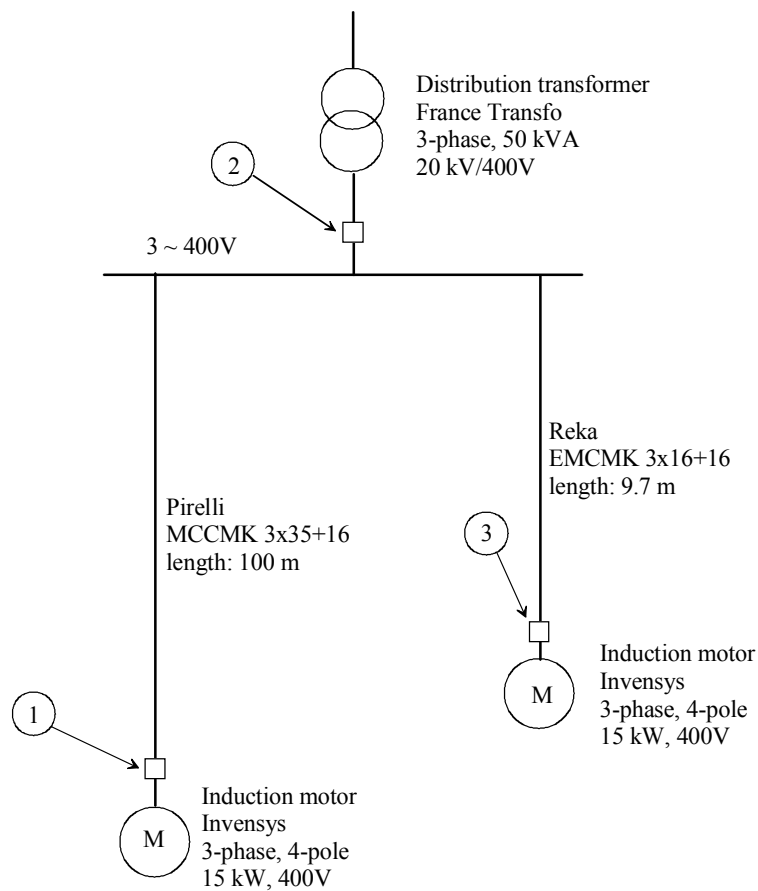 Distribution transformer
France Transfo
3-phase, 50 kVA
20 kV/400V
2
3 ~ 400V
Reka
EMCMK 3x16+16
length: 9.7 m
Pirelli
MCCMK 3x35+16
length: 100 m
3
Induction motor
Invensys
3-phase, 4-pole
15 kW, 400V
M
1
Induction motor
Invensys
3-phase, 4-pole
15 kW, 400V
M